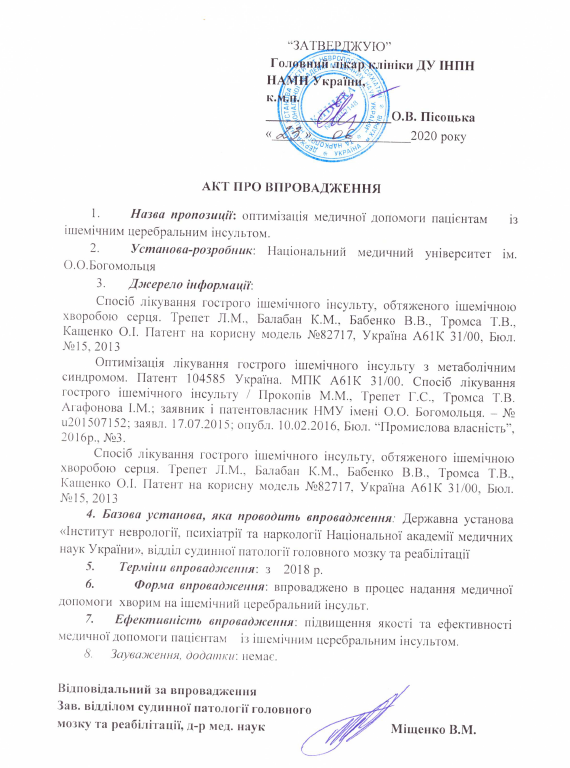 “ЗАТВЕРДЖУЮ”
Головний лікар клініки ДУ ІНПН
НАМН України,
к.м.н.
О.В. Пісоцька
« » 2020 року
АКТ ПРО ВПРОВАДЖЕННЯ
1. Назва пропозиції: оптимізація медичної допомоги пацієнтам із
ішемічним церебральним інсультом.
2. Установа-розробник: Національний медичний університет ім.
О.О.Богомольця
3. Джерело інформації:
Спосіб лікування гострого ішемічного інсульту, обтяженого ішемічною
хворобою серця. Трепет Л.М., Балабан К.М., Бабенко В.В., Тромса Т.В.,
Кащенко О.І. Патент на корисну модель №82717, Україна А61К 31/00, Бюл.
№15, 2013
Оптимізація лікування гострого ішемічного інсульту з метаболічним
синдромом. Патент 104585 Україна. МПК А61К 31/00. Спосіб лікування
гострого ішемічного інсульту / Прокопів М.М., Трепет Г.С., Тромса Т.В.
Агафонова І.М.; заявник і патентовласник НМУ імені О.О. Богомольця. – №
u201507152; заявл. 17.07.2015; опубл. 10.02.2016, Бюл. “Промислова власність”,
2016р., №3.
Спосіб лікування гострого ішемічного інсульту, обтяженого ішемічною
хворобою серця. Трепет Л.М., Балабан К.М., Бабенко В.В., Тромса Т.В.,
Кащенко О.І. Патент на корисну модель №82717, Україна А61К 31/00, Бюл.
№15, 2013
4. Базова установа, яка проводить впровадження: Державна установа
«Інститут неврології, психіатрії та наркології Національної академії медичних
наук України», відділ судинної патології головного мозку та реабілітації
5. Терміни впровадження: з 2018 р.
6. Форма впровадження: впроваджено в процес надання медичної
допомоги хворим на ішемічний церебральний інсульт.
7. Ефективність впровадження: підвищення якості та ефективності
медичної допомоги пацієнтам із ішемічним церебральним інсультом.
8. Зауваження, додатки: немає.
Відповідальний за впровадження
Зав. відділом судинної патології головного
мозку та реабілітації, д-р мед. наук Міщенко В.М.